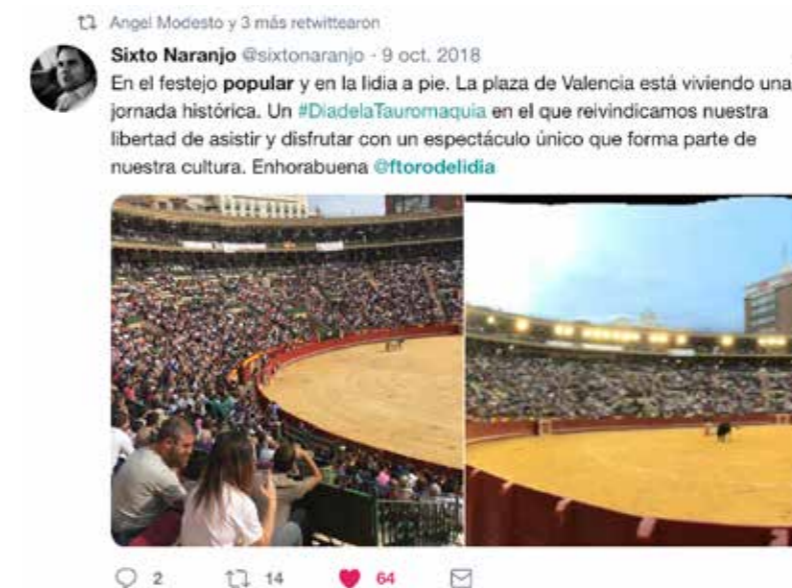 Angel Modesto y 3 más retwittearon
Sixto Naranjo @sixtonaranjo · 9 oct. 2018
En el festejo popular y en la lidia a pie. La plaza de Valencia está viviendo una
jornada histórica. Un #DiadelaTauromaquia en el que reivindicamos nuestra
libertad de asistir y disfrutar con un espectáculo único que forma parte de
nuestra cultura. Enhorabuena @ftorodelidia
2 14 64